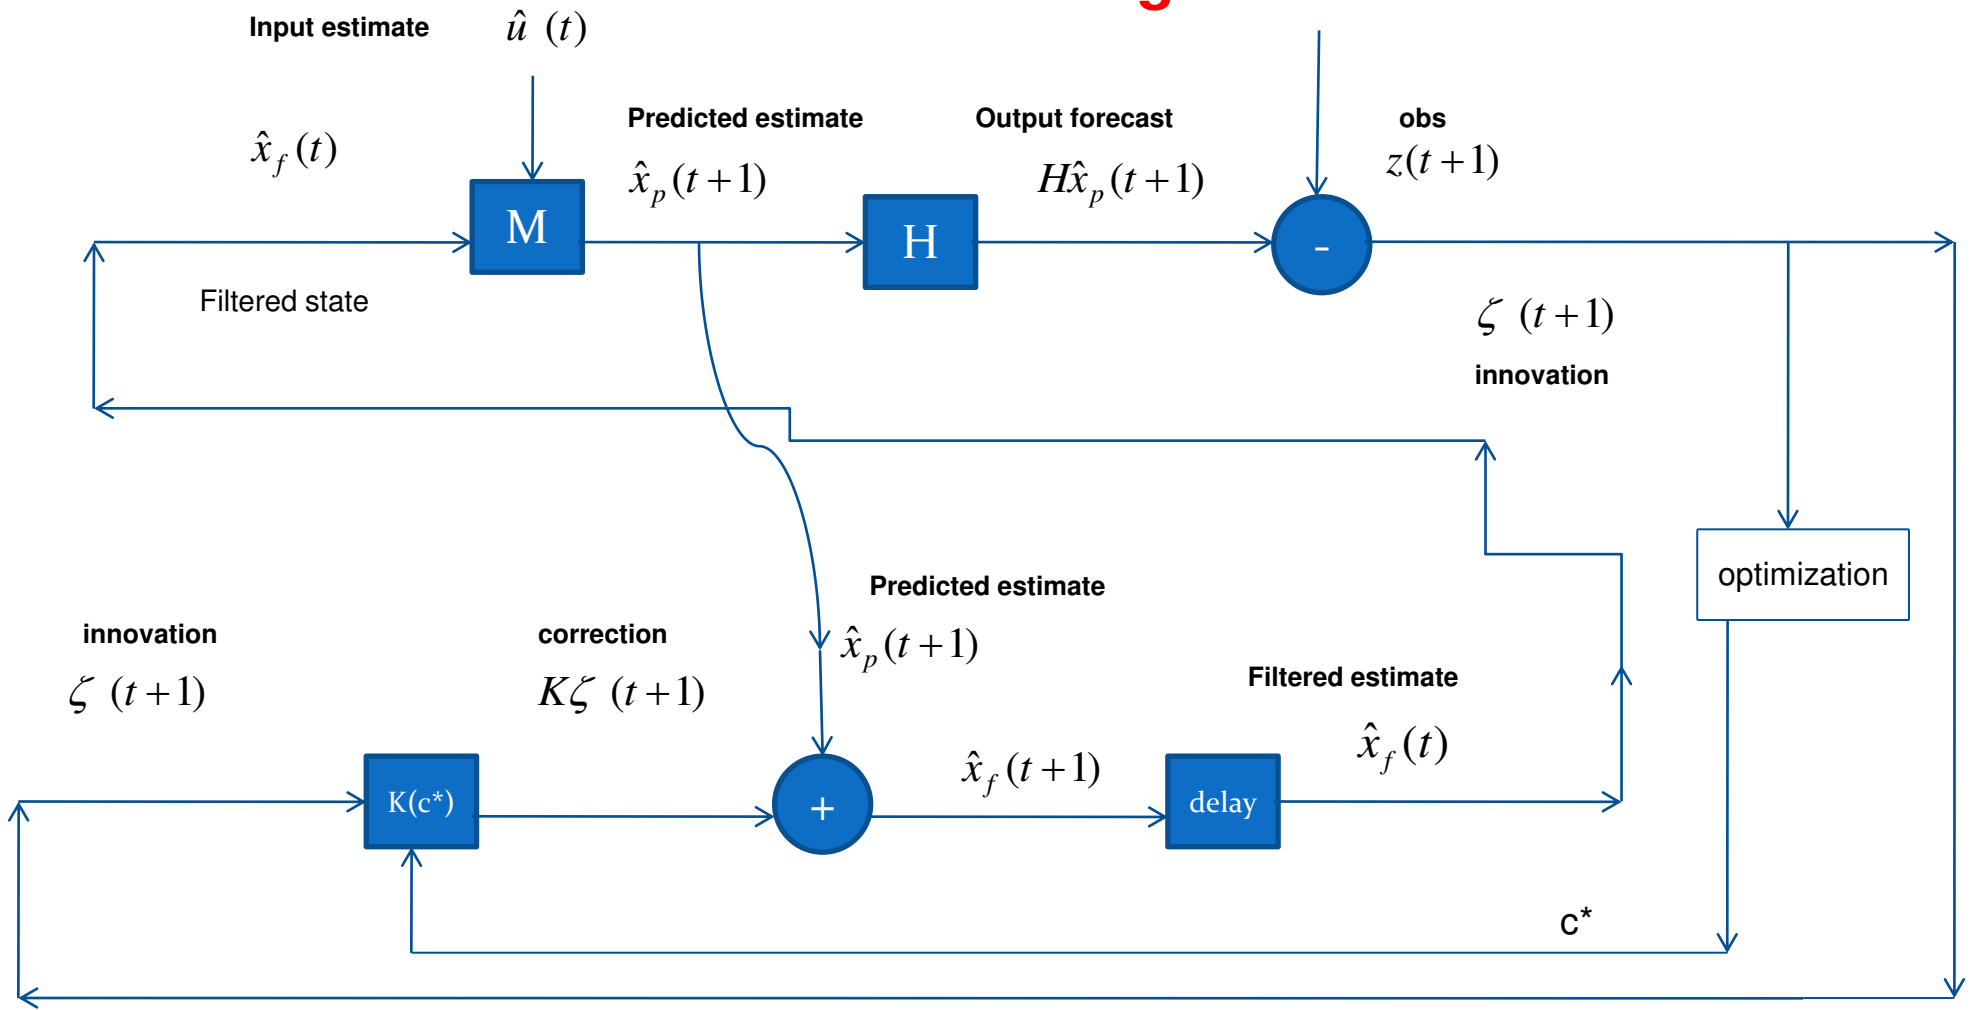 g
Input estimate
û (t)
Predicted estimate
Output forecast
obs
x̂_f (t)
x̂_p (t+1)
Hx̂_p (t+1)
z(t+1)
M
H
-
Filtered state
ζ (t+1)
innovation
optimization
Predicted estimate
x̂_p (t+1)
innovation
correction
ζ (t+1)
Kζ (t+1)
Filtered estimate
x̂_f (t)
x̂_f (t+1)
K(c*)
+
delay
c*